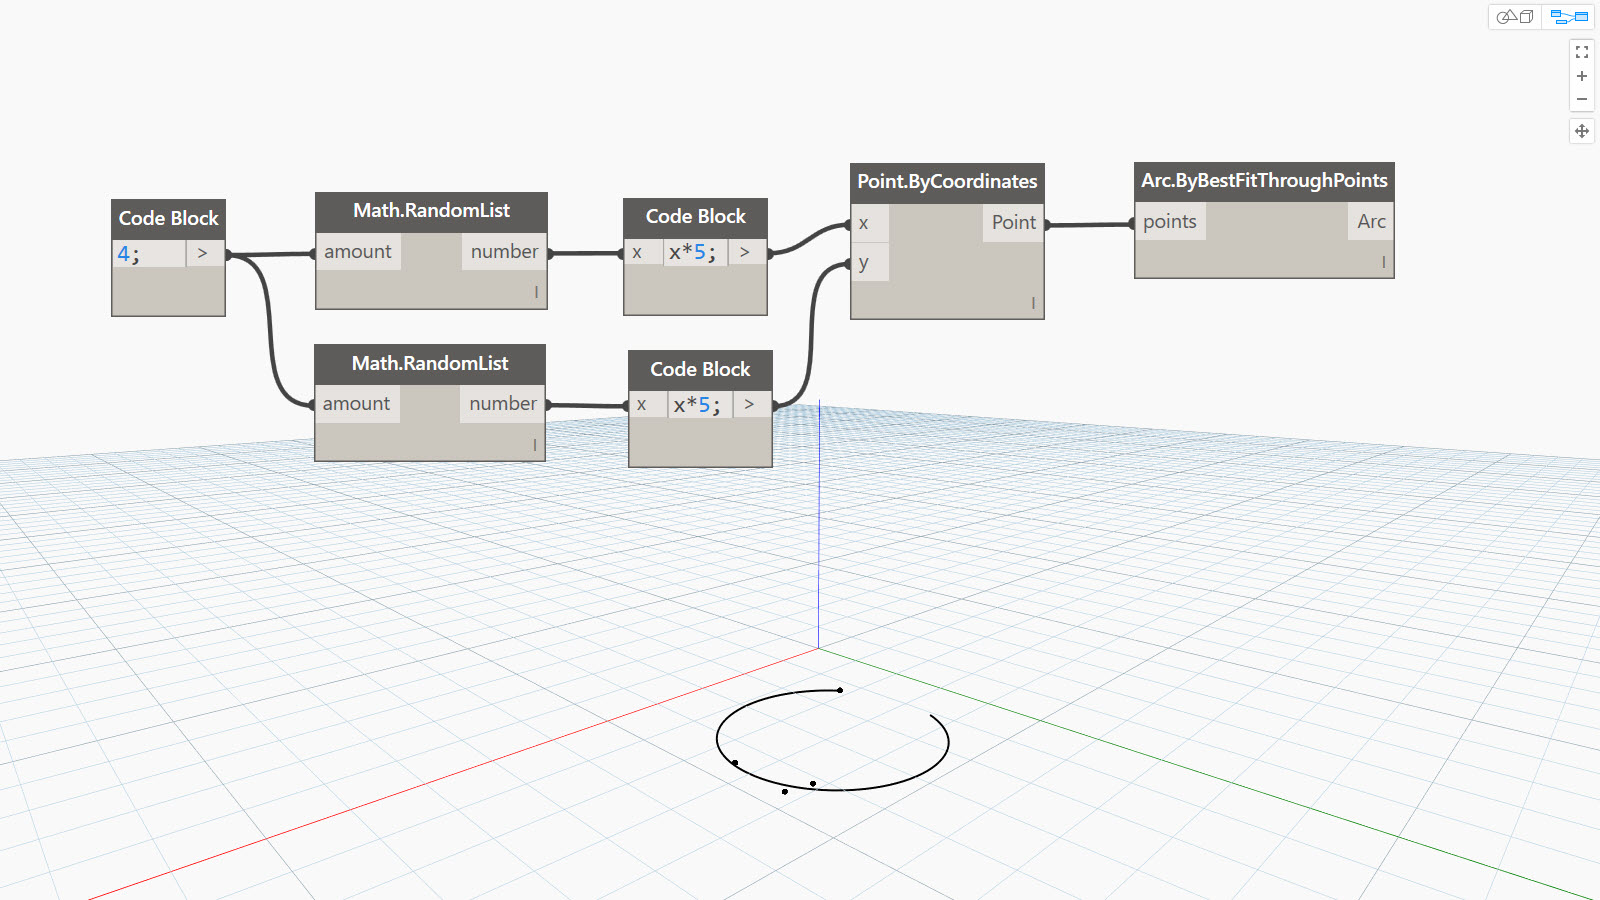 Code Block
4; >
Math.RandomList
amount number
l
Code Block
x x*5; >
Point.ByCoordinates
x Point
y
l
Arc.ByBestFitThroughPoints
points Arc
l
Math.RandomList
amount number
l
Code Block
x x*5; >